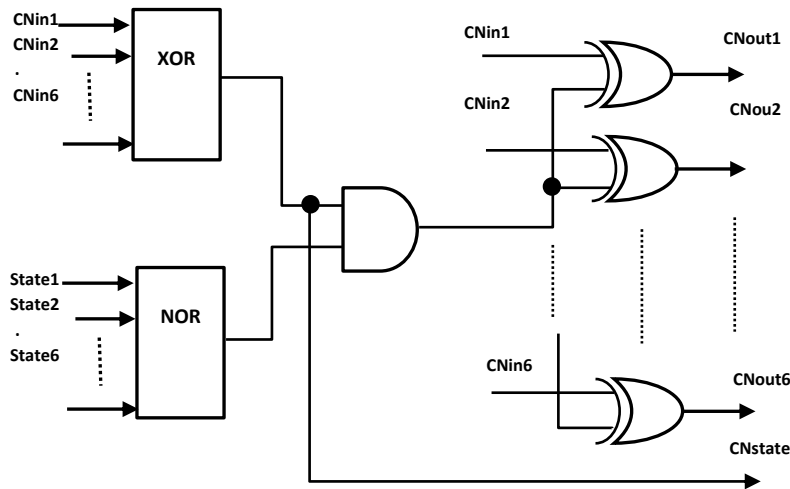 CNin1
CNin2
.
CNin6
XOR
State1
State2
.
State6
NOR
CNin1
CNin2
CNin6
CNout1
CNou2
CNout6
CNstate